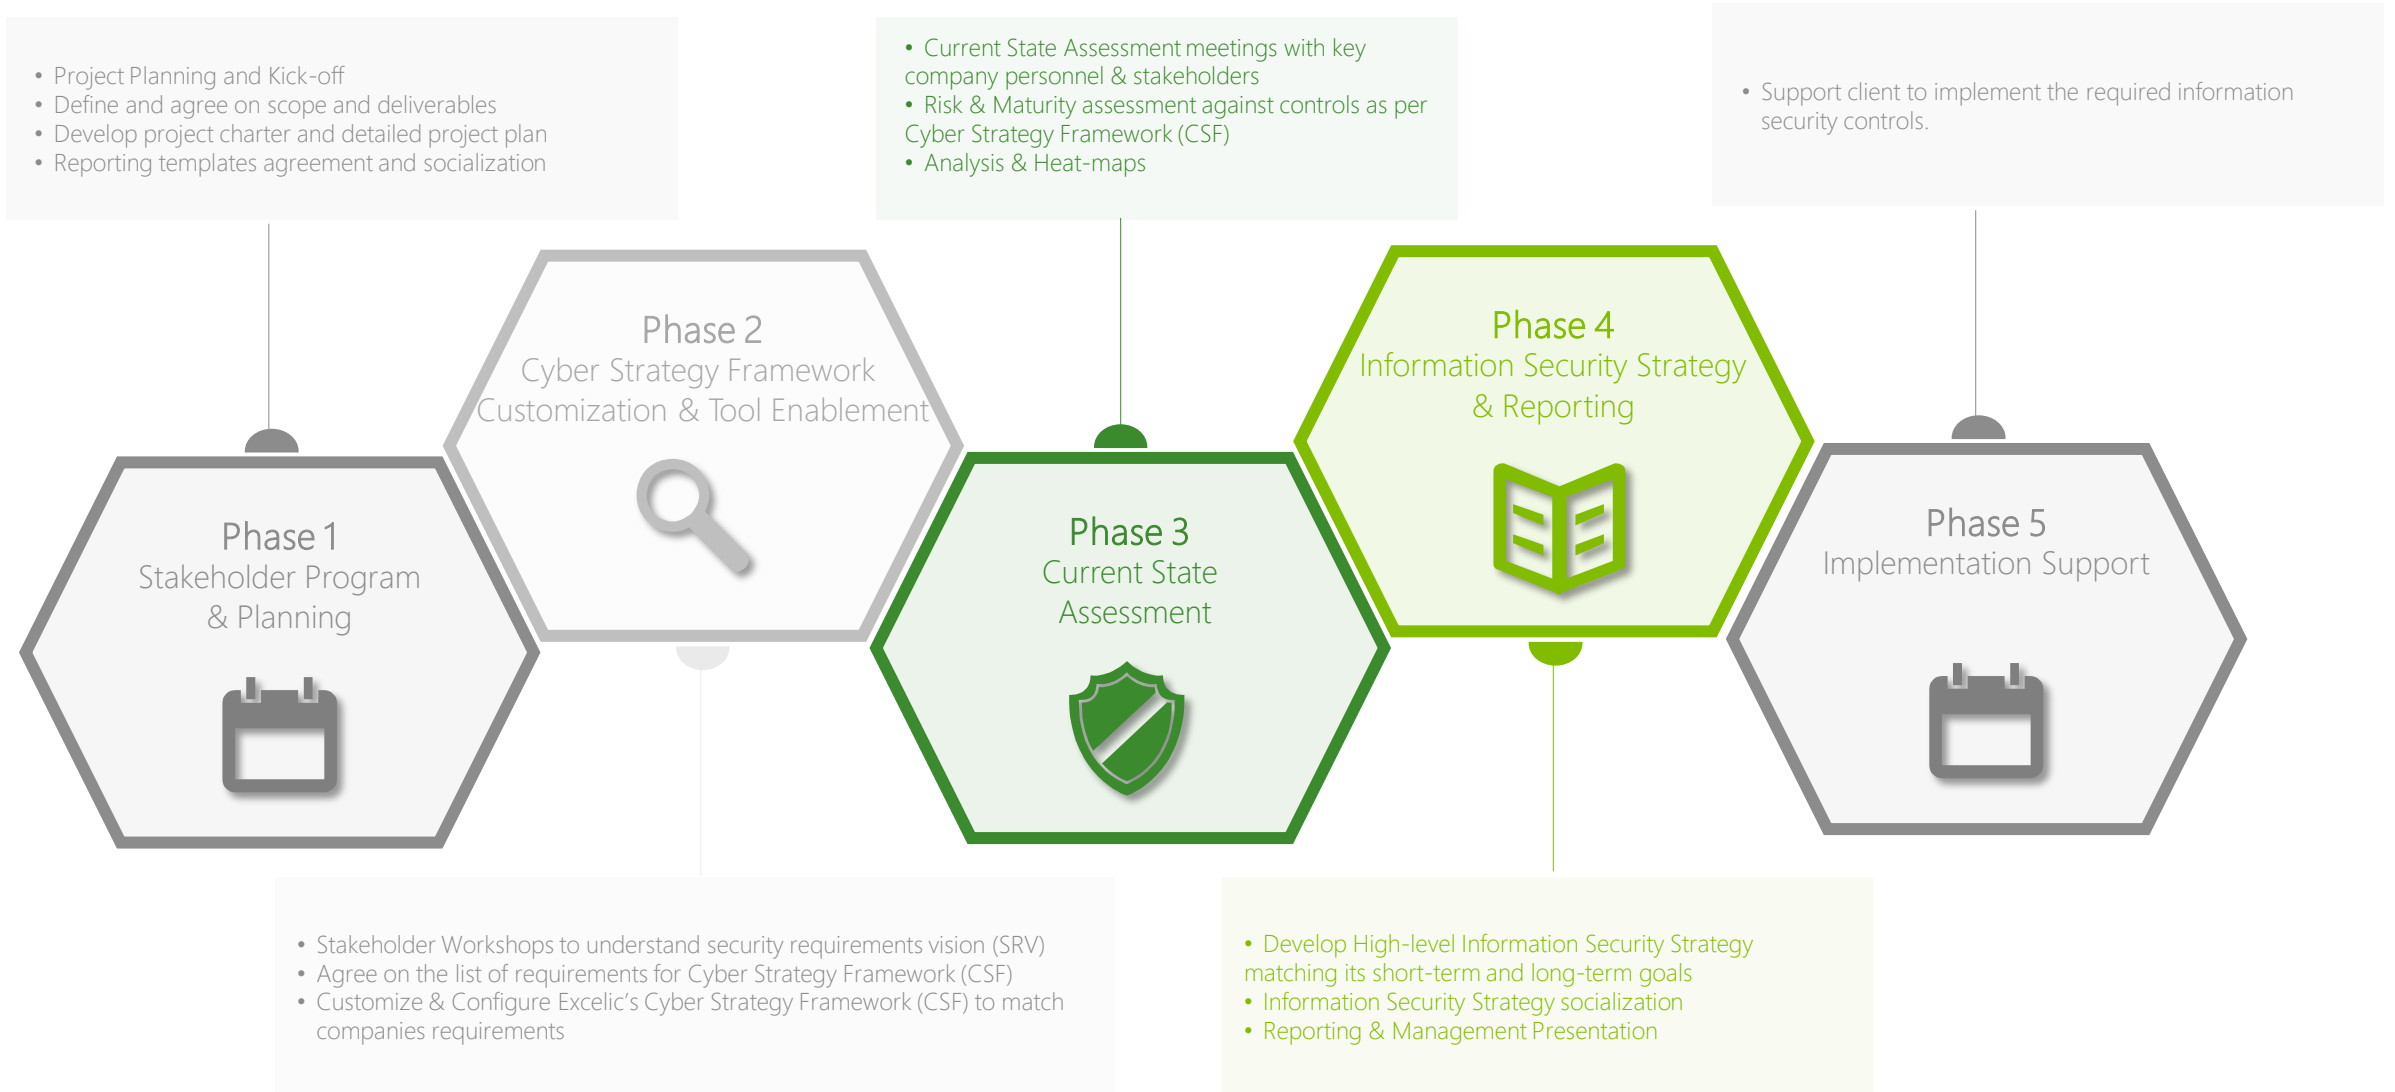 • Project Planning and Kick-off
• Define and agree on scope and deliverables
• Develop project charter and detailed project plan
• Reporting templates agreement and socialization
• Current State Assessment meetings with key
company personnel & stakeholders
• Risk & Maturity assessment against controls as per
Cyber Strategy Framework (CSF)
• Analysis & Heat-maps
• Support client to implement the required information
security controls.
Phase 1
Stakeholder Program
& Planning
Phase 2
Cyber Strategy Framework
Customization & Tool Enablement
Phase 3
Current State
Assessment
Phase 4
Information Security Strategy
& Reporting
Phase 5
Implementation Support
• Stakeholder Workshops to understand security requirements vision (SRV)
• Agree on the list of requirements for Cyber Strategy Framework (CSF)
• Customize & Configure Excelic’s Cyber Strategy Framework (CSF) to match
companies requirements
• Develop High-level Information Security Strategy
matching its short-term and long-term goals
• Information Security Strategy socialization
• Reporting & Management Presentation